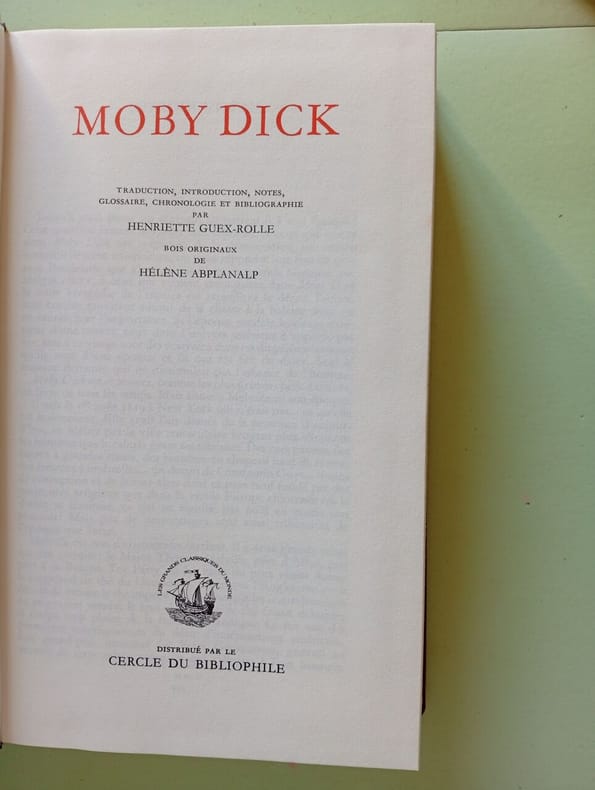 MOBY DICK
TRADUCTION, INTRODUCTION, NOTES,
GLOSSAIRE, CHRONOLOGIE ET BIBLIOGRAPHIE
PAR
HENRIETTE GUEX-ROLLE
BOIS ORIGINAUX
DE
HÉLÈNE ABPLANALP
LES GRANDS CLASSIQUES DU MONDE
DISTRIBUÉ PAR LE
CERCLE DU BIBLIOPHILE